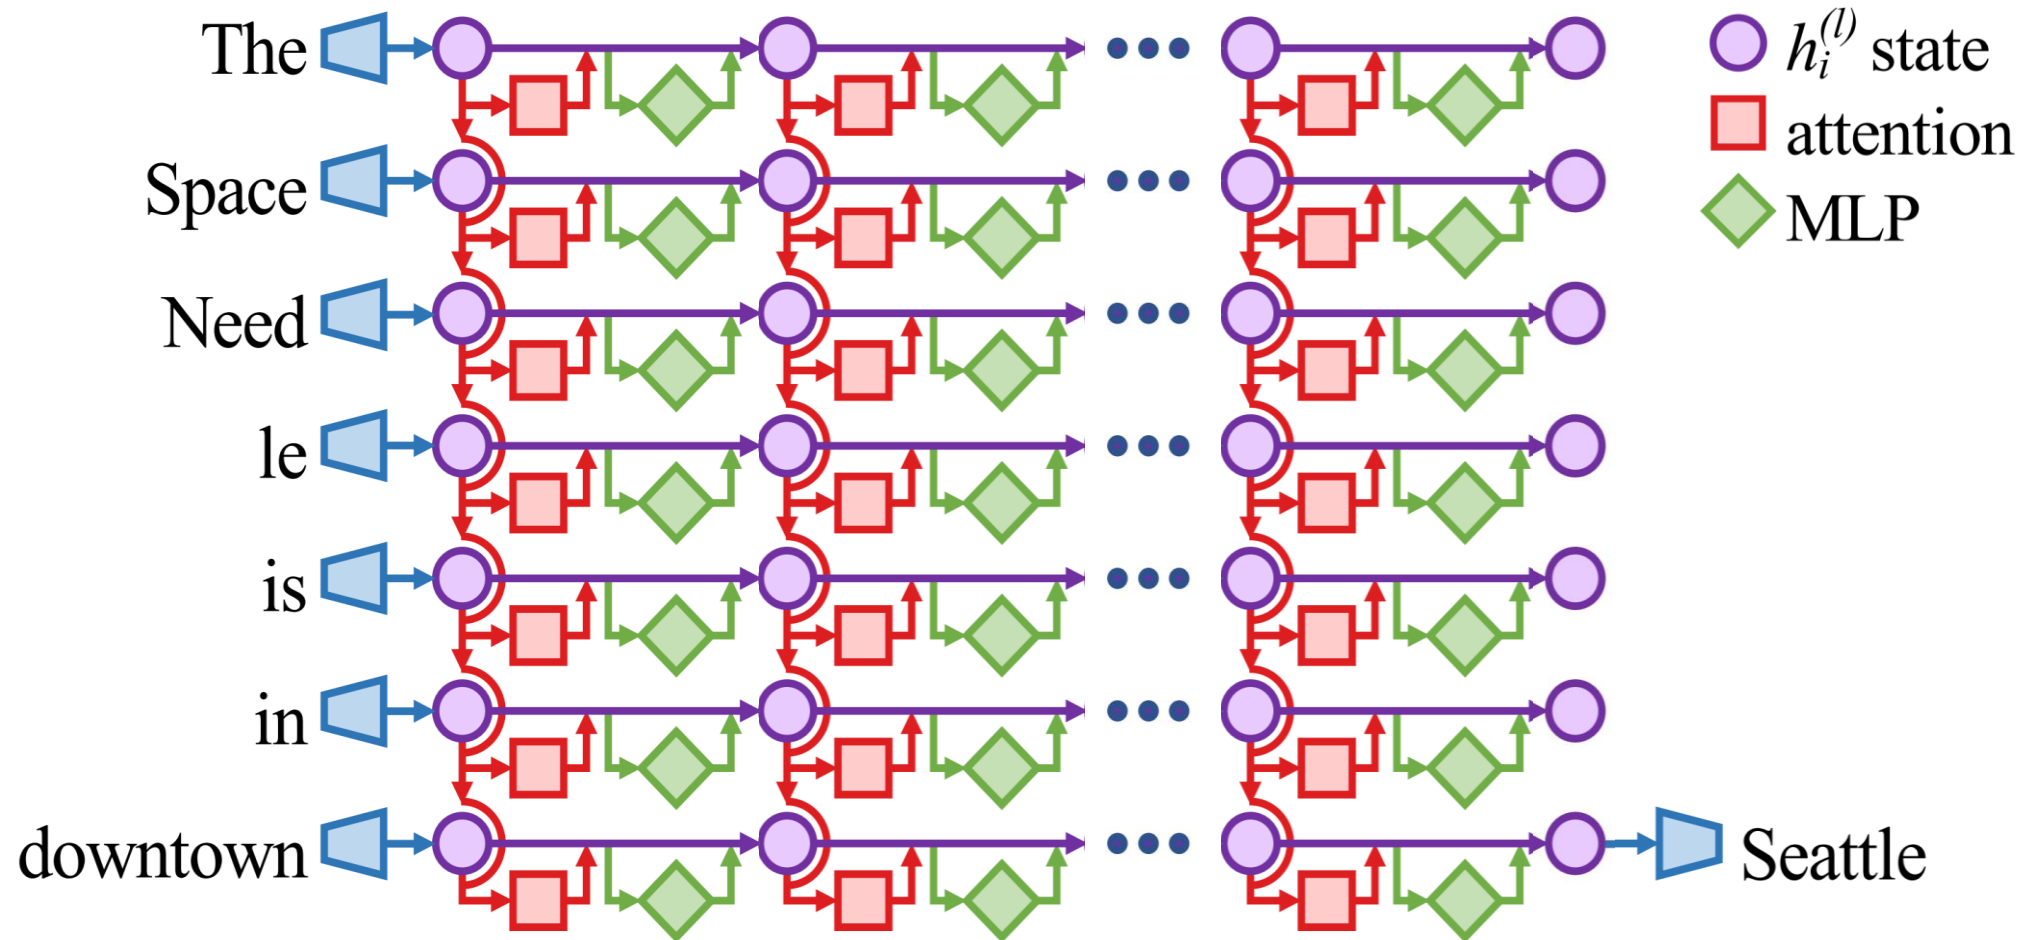 The
Space
Need
le
is
in
downtown
Seattle
h_i^{(l)} state
attention
MLP